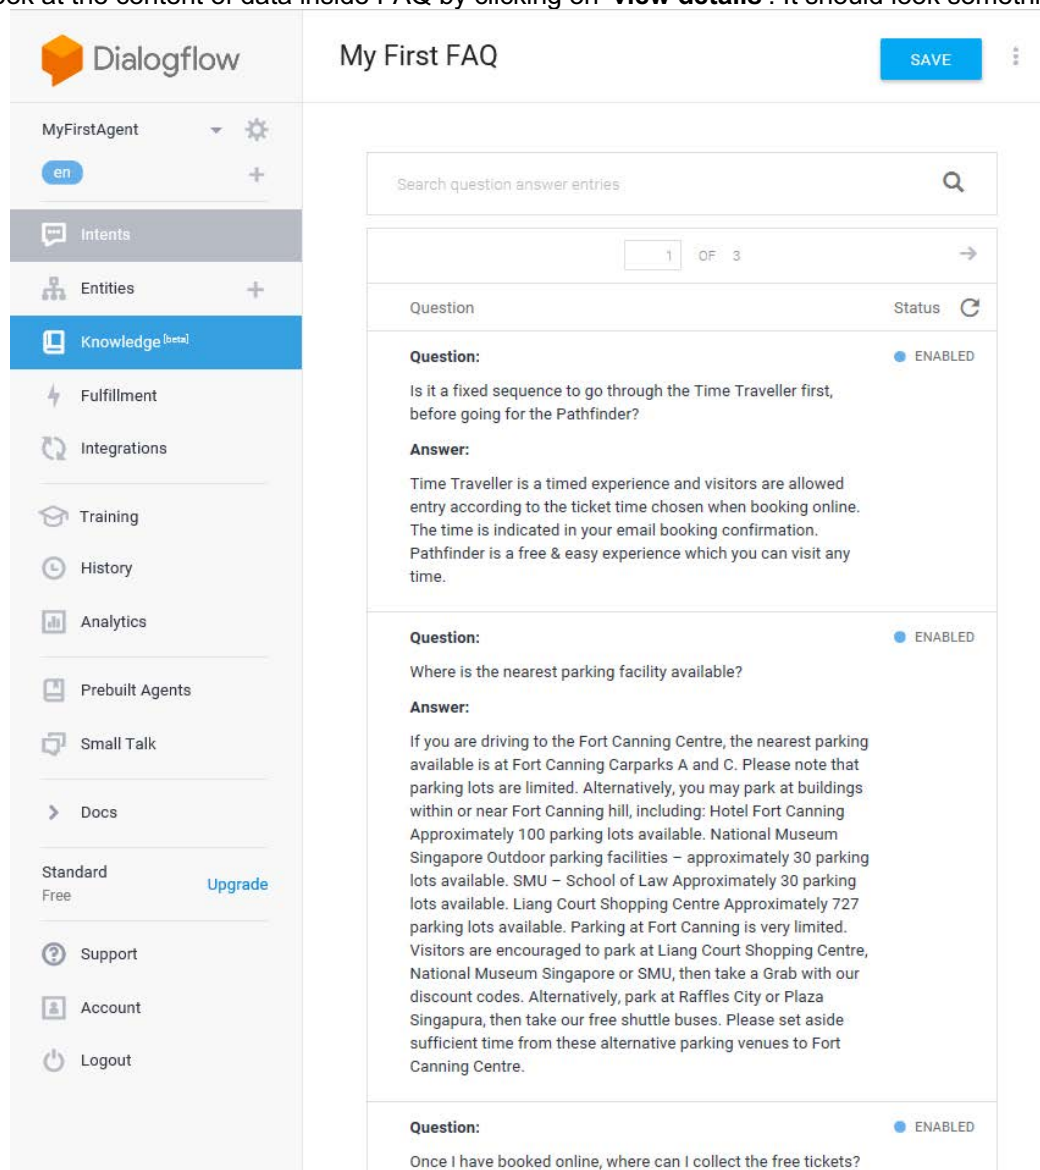 ook at the content of data inside FAQ by clicking on 'view details'. It should look somethi
Dialogflow
My First FAQ
SAVE
MyFirstAgent
en
Intents
Entities
Knowledge [beta]
Fulfillment
Integrations
Training
History
Analytics
Prebuilt Agents
Small Talk
Docs
Standard
Free
Upgrade
Support
Account
Logout
Search question answer entries
1 OF 3
Question Status
Question: ENABLED
Is it a fixed sequence to go through the Time Traveller first,
before going for the Pathfinder?
Answer:
Time Traveller is a timed experience and visitors are allowed
entry according to the ticket time chosen when booking online.
The time is indicated in your email booking confirmation.
Pathfinder is a free & easy experience which you can visit any
time.
Question: ENABLED
Where is the nearest parking facility available?
Answer:
If you are driving to the Fort Canning Centre, the nearest parking
available is at Fort Canning Carparks A and C. Please note that
parking lots are limited. Alternatively, you may park at buildings
within or near Fort Canning hill, including: Hotel Fort Canning
Approximately 100 parking lots available. National Museum
Singapore Outdoor parking facilities – approximately 30 parking
lots available. SMU – School of Law Approximately 30 parking
lots available. Liang Court Shopping Centre Approximately 727
parking lots available. Parking at Fort Canning is very limited.
Visitors are encouraged to park at Liang Court Shopping Centre,
National Museum Singapore or SMU, then take a Grab with our
discount codes. Alternatively, park at Raffles City or Plaza
Singapura, then take our free shuttle buses. Please set aside
sufficient time from these alternative parking venues to Fort
Canning Centre.
Question: ENABLED
Once I have booked online, where can I collect the free tickets?